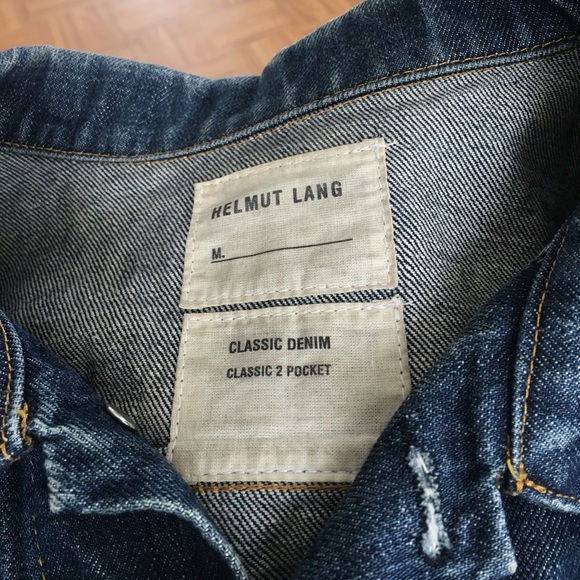 HELMUT LANG
M.
CLASSIC DENIM
CLASSIC 2 POCKET